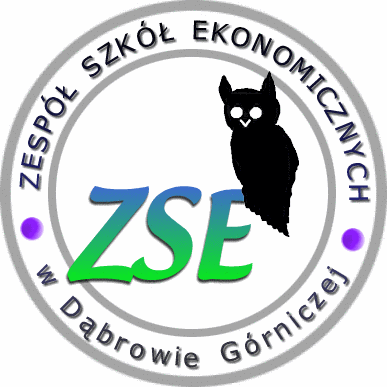 ZESPÓŁ SZKÓŁ EKONOMICZNYCH
ZSE
w Dąbrowie Górniczej